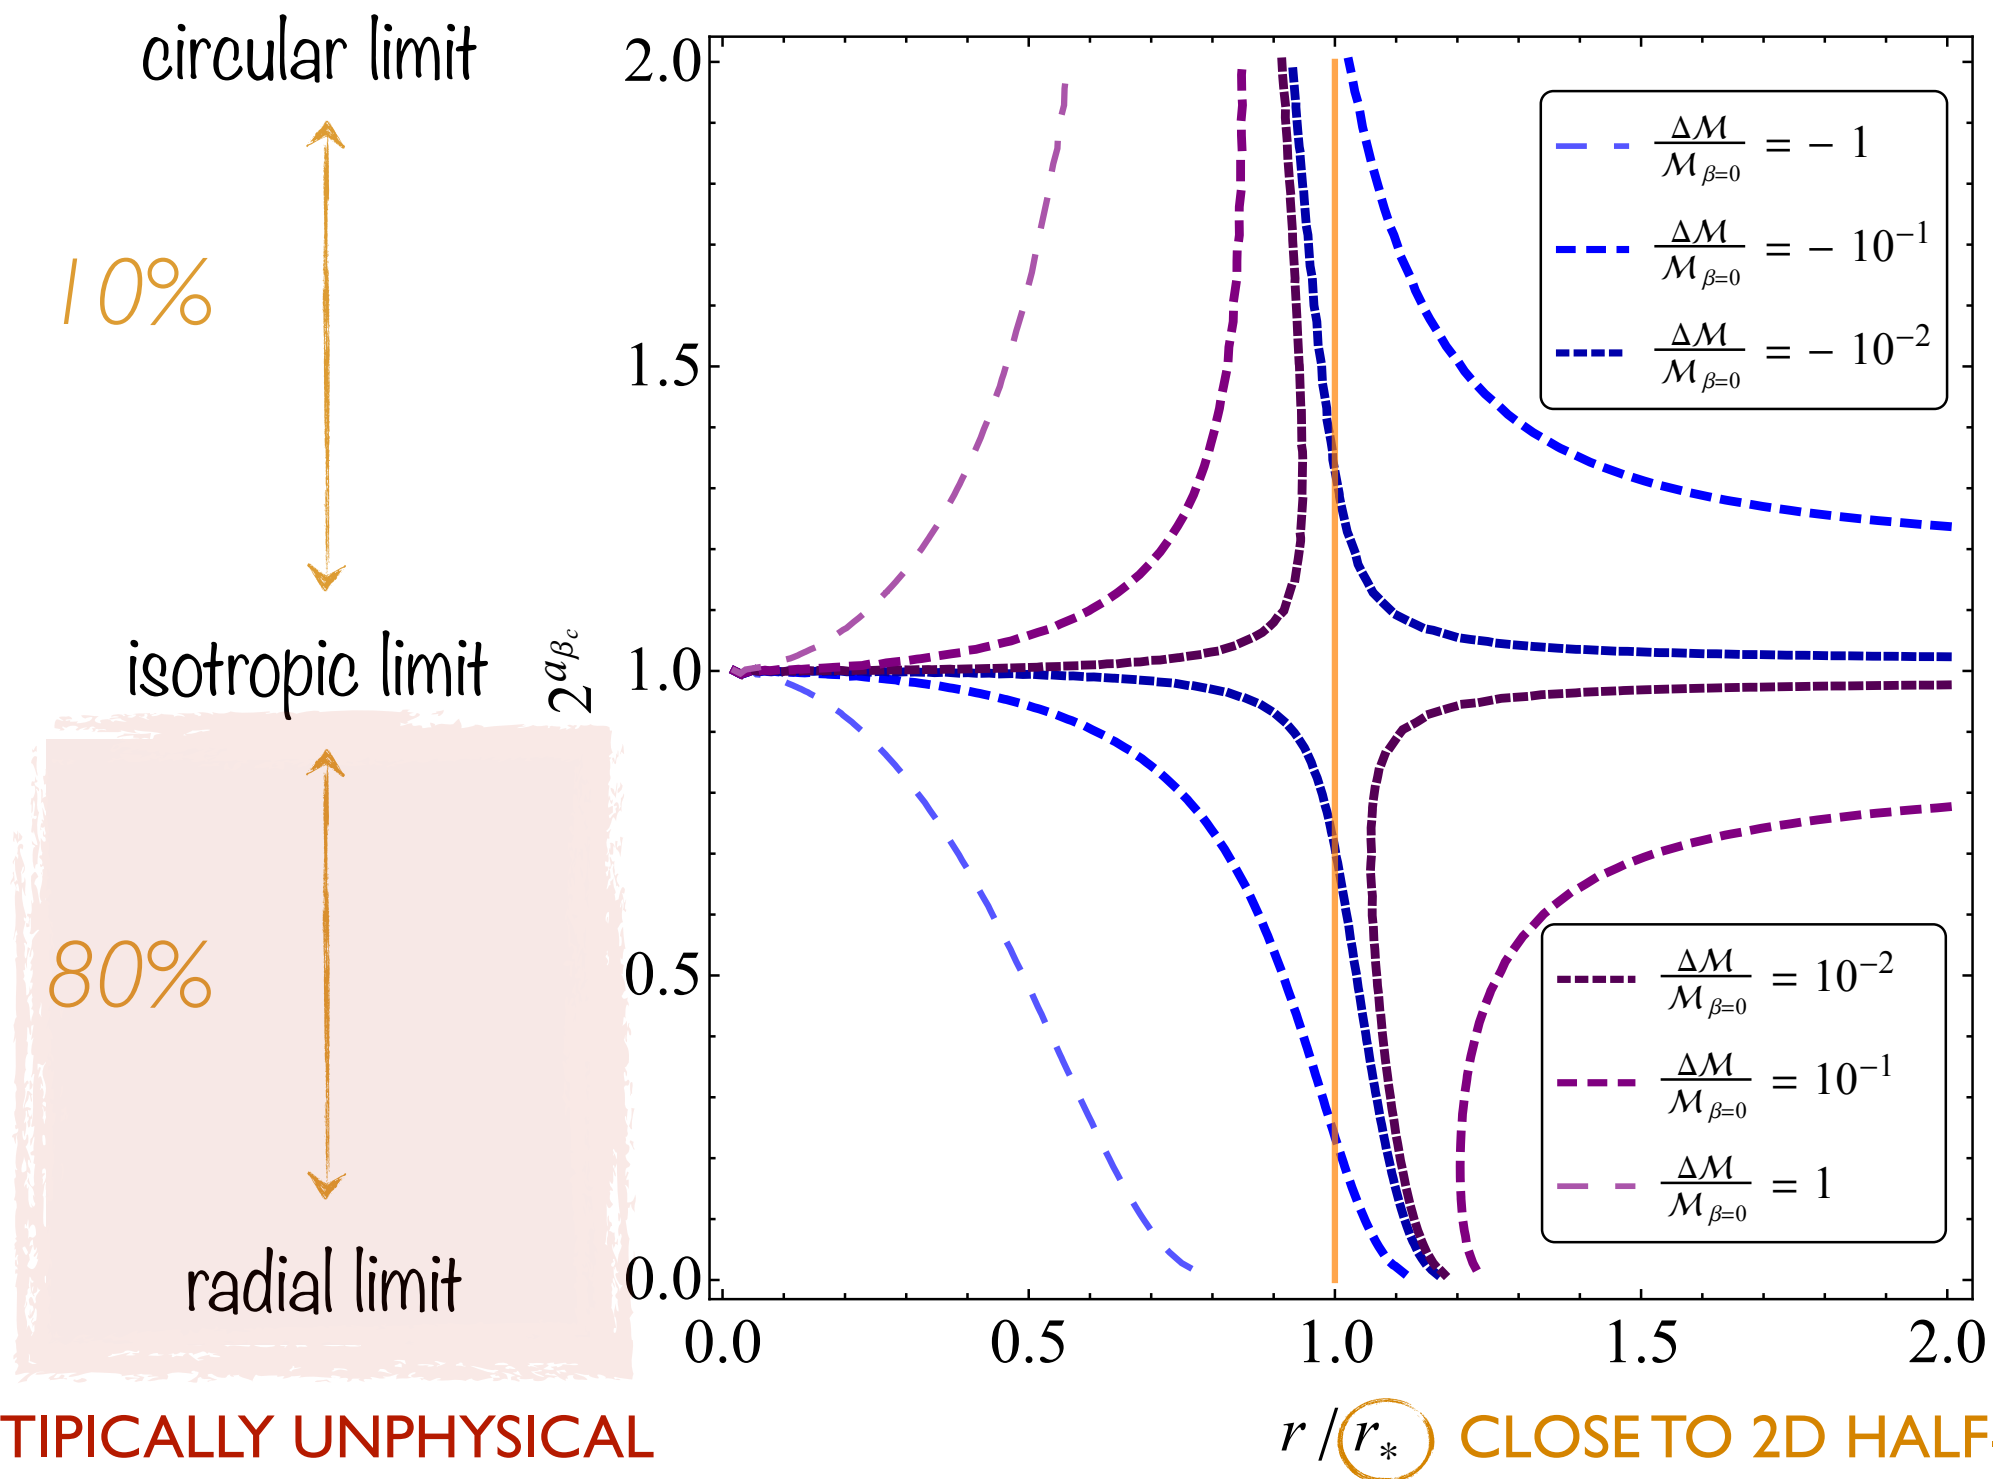 circular limit
10%
isotropic limit
80%
radial limit
TIPICALLY UNPHYSICAL
2^{a_{β_c}}
2.0
1.5
1.0
0.5
0.0
ΔM/M_{β=0} = − 1
ΔM/M_{β=0} = − 10^{−1}
ΔM/M_{β=0} = − 10^{−2}
ΔM/M_{β=0} = 10^{−2}
ΔM/M_{β=0} = 10^{−1}
ΔM/M_{β=0} = 1
0.0 0.5 1.0 1.5 2.0
r/r_* CLOSE TO 2D HALF-